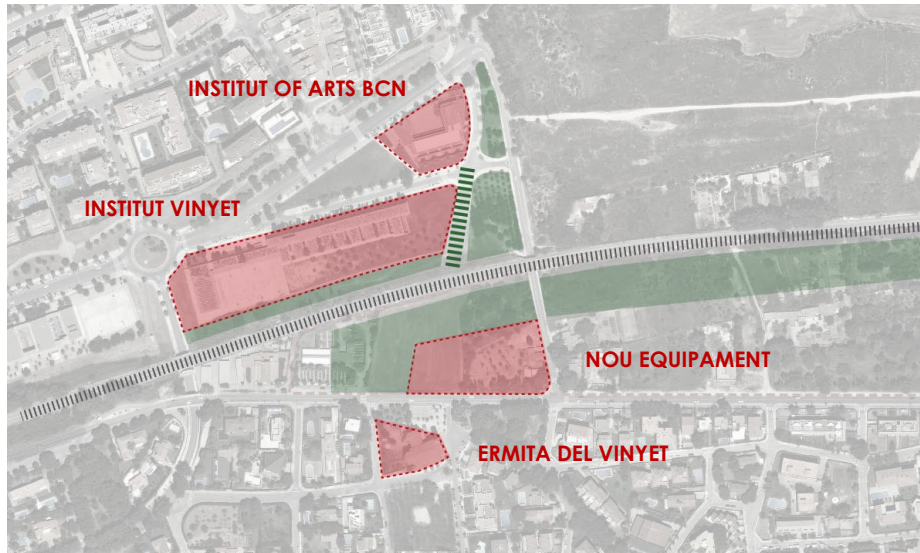 INSTITUT OF ARTS BCN
INSTITUT VINYET
NOU EQUIPAMENT
ERMITA DEL VINYET